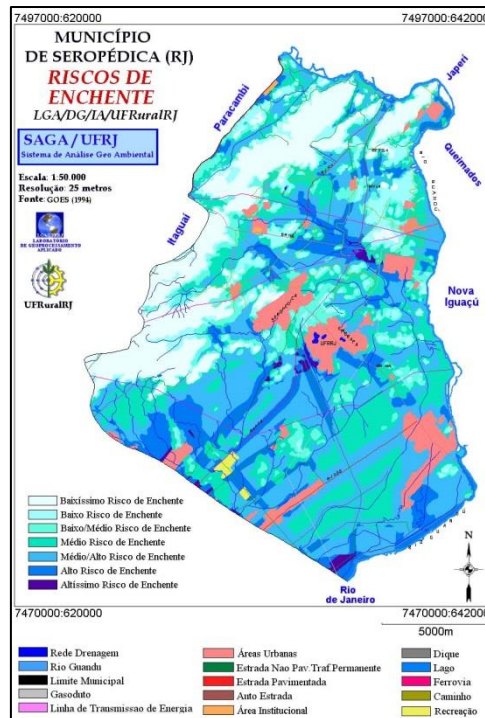 7497000:620000
7497000:642000
MUNICÍPIO
DE SEROPÉDICA (RJ)
RISCOS DE
ENCHENTE
LGA/DG/IA/UFRuralRJ
SAGA / UFRJ
Sistema de Análise Geo Ambiental
Escala: 1:50.000
Resolução: 25 metros
Fonte: GOES (1994)
LABORATÓRIO
DE GEOPROCESSAMENTO
APLICADO
UFRuralRJ
Paracambi
Japeri
Queimados
Itaguaí
Nova
Iguaçú
UFRRJ
Baixíssimo Risco de Enchente
Baixo Risco de Enchente
Baixo/Médio Risco de Enchente
Médio Risco de Enchente
Médio/Alto Risco de Enchente
Alto Risco de Enchente
Altíssimo Risco de Enchente
Rio
de Janeiro
N
7470000:620000
7470000:642000
5000m
Rede Drenagem
Rio Guandu
Limite Municipal
Gasoduto
Linha de Transmissao de Energia
Áreas Urbanas
Estrada Nao Pav.Traf.Permanente
Estrada Pavimentada
Auto Estrada
Área Institucional
Dique
Lago
Ferrovia
Caminho
Recreação